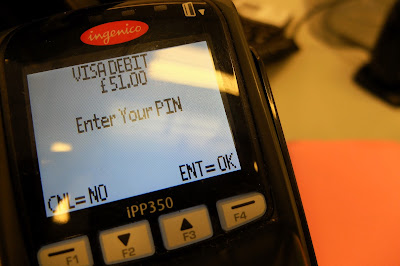 ingenico
VISA DEBIT
£51.00
Enter Your PIN
ENT=OK
CNL=NO
iPP350
F1
F2
F3
F4